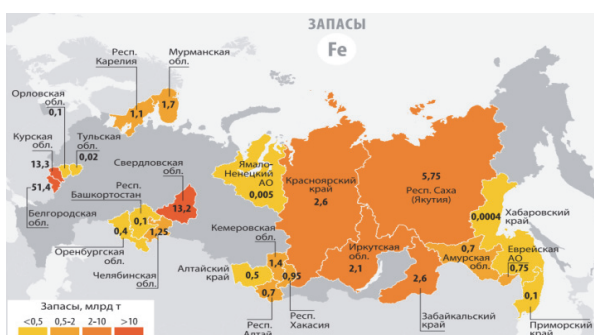 ЗАПАСЫ
Fe
Респ.
Карелия
Мурманская
обл.
1,1
1,7
Орловская
обл.
0,1
Курская
обл.
13,3
Тульская
обл.
0,02
51,4
Белгородская
обл.
Свердловская
обл.
13,2
Респ.
Башкортостан
0,1
0,4
1,25
Оренбургская
обл.
Челябинская
обл.
Ямало-
Ненецкий
АО
0,005
Красноярский
край
2,6
5,75
Респ. Саха
(Якутия)
0,0004
Хабаровский
край
Кемеровская
обл.
1,4
Алтайский
край
0,5
0,7
0,95
Респ.
Алтай
Респ.
Хакасия
Иркутская
обл.
2,1
2,6
Забайкальский
край
0,7
Амурская
обл.
Еврейская
АО
0,75
0,1
Приморский
край
Запасы, млрд т
<0,5 0,5-2 2-10 >10